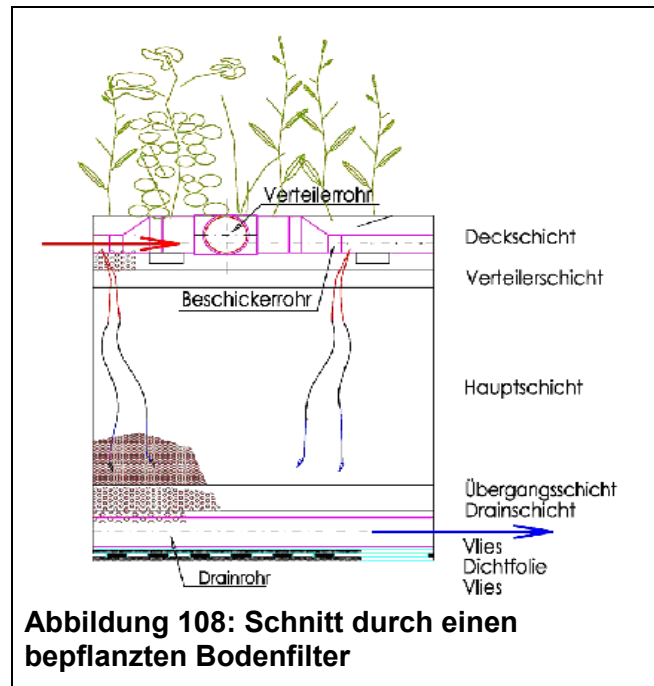 Verteilerrohr
Deckschicht
Verteilerschicht
Beschickerrohr
Hauptschicht
Übergangsschicht
Drainschicht
Vlies
Dichtfolie
Vlies
Drainrohr
Abbildung 108: Schnitt durch einen
bepflanzten Bodenfilter